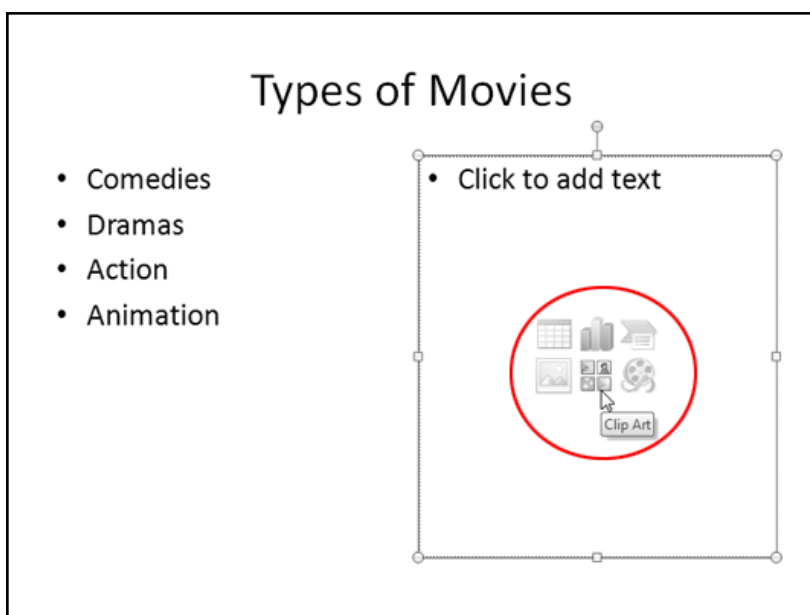 Types of Movies
• Comedies
• Dramas
• Action
• Animation
• Click to add text
Clip Art